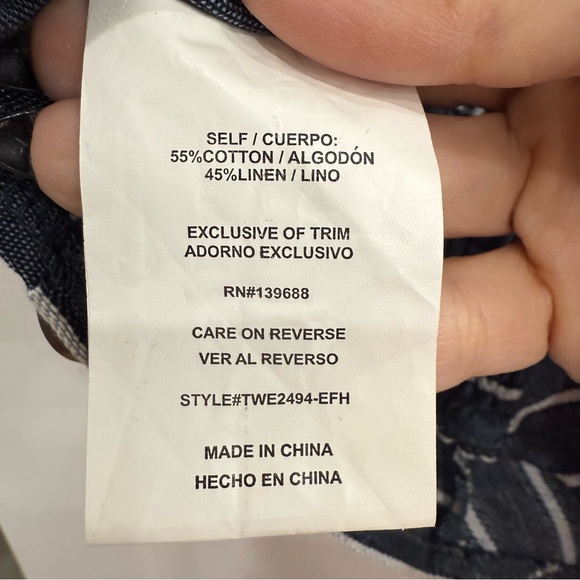 SELF / CUERPO:
55%COTTON / ALGODÓN
45%LINEN / LINO
EXCLUSIVE OF TRIM
ADORNO EXCLUSIVO
RN#139688
CARE ON REVERSE
VER AL REVERSO
STYLE#TWE2494-EFH
MADE IN CHINA
HECHO EN CHINA